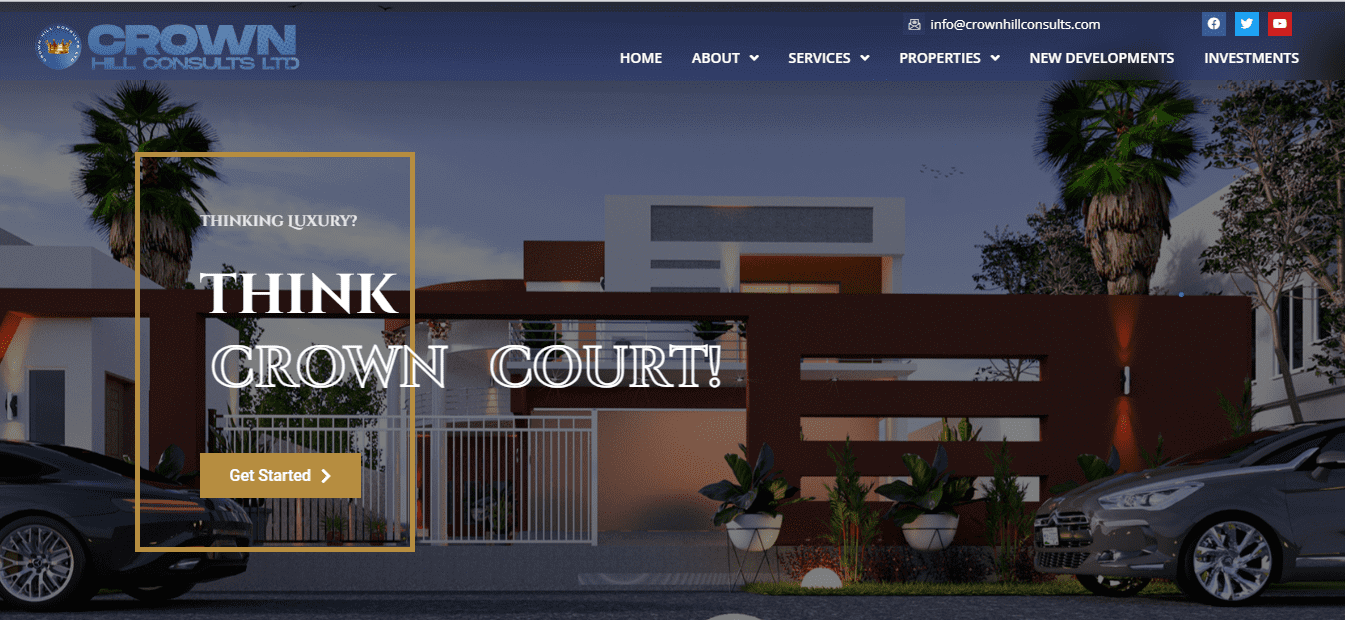 CROWN
HILL CONSULTS LTD
info@crownhillconsults.com
HOME ABOUT SERVICES PROPERTIES NEW DEVELOPMENTS INVESTMENTS
THINKING LUXURY?
THINK
CROWN COURT!
Get Started